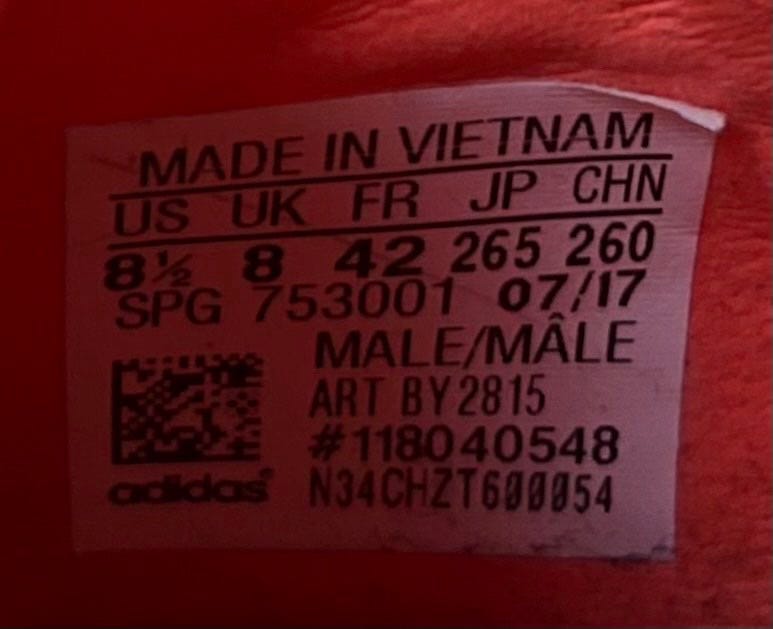 MADE IN VIETNAM
US UK FR JP CHN
8½ 8 42 265 260
SPG 753001 07/17
MALE/MÂLE
ART BY2815
#118040548
adidas® N34CHZT600054